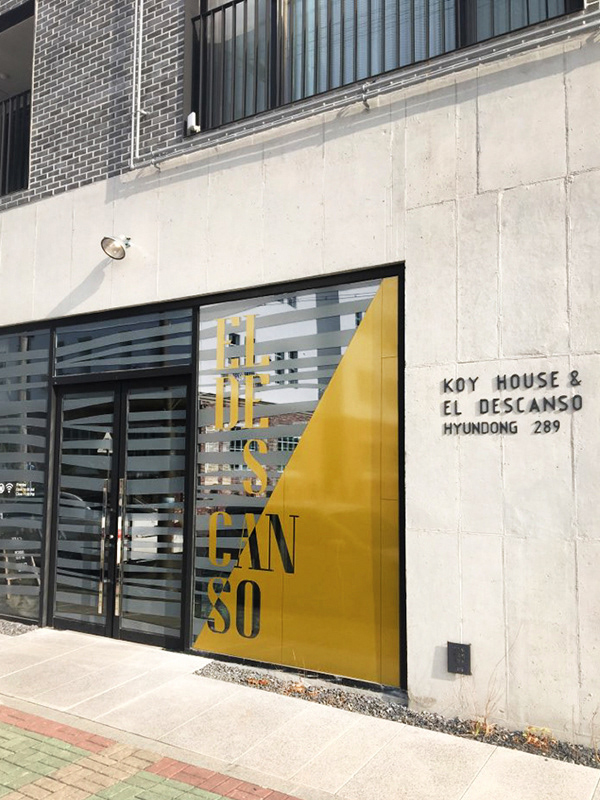 EL
DE
S
CAN
SO
KOY HOUSE &
EL DESCANSO
HYUNDONG 289